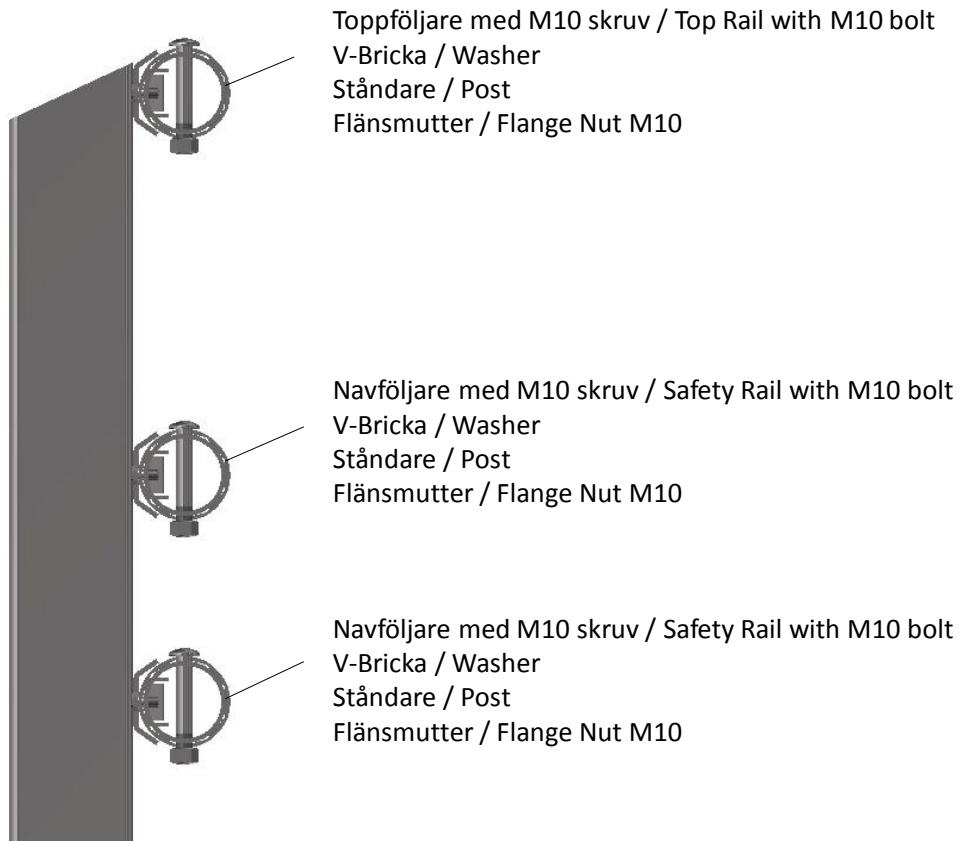 Toppföljare med M10 skruv / Top Rail with M10 bolt
V-Bricka / Washer
Ståndare / Post
Flänsmutter / Flange Nut M10
Navföljare med M10 skruv / Safety Rail with M10 bolt
V-Bricka / Washer
Ståndare / Post
Flänsmutter / Flange Nut M10
Navföljare med M10 skruv / Safety Rail with M10 bolt
V-Bricka / Washer
Ståndare / Post
Flänsmutter / Flange Nut M10